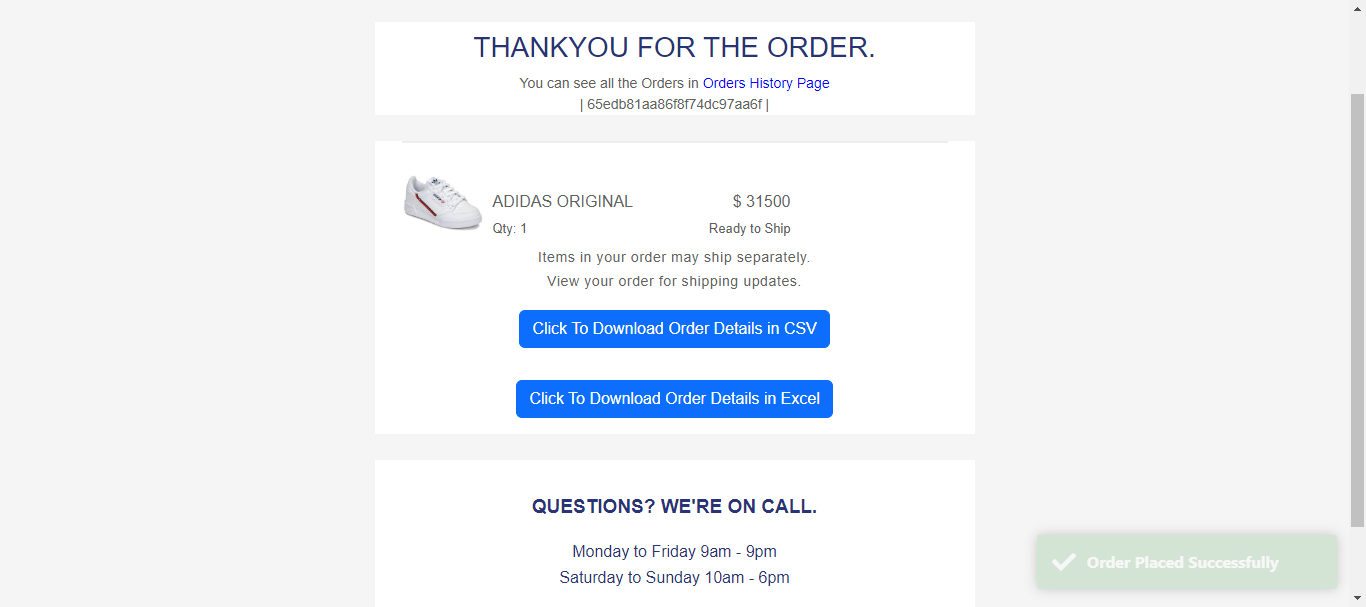 THANKYOU FOR THE ORDER.
You can see all the Orders in Orders History Page
| 65edb81aa86f8f74dc97aa6f |
ADIDAS ORIGINAL $ 31500
Qty: 1 Ready to Ship
Items in your order may ship separately.
View your order for shipping updates.
Click To Download Order Details in CSV
Click To Download Order Details in Excel
QUESTIONS? WE'RE ON CALL.
Monday to Friday 9am - 9pm
Order Placed Successfully
Saturday to Sunday 10am - 6pm